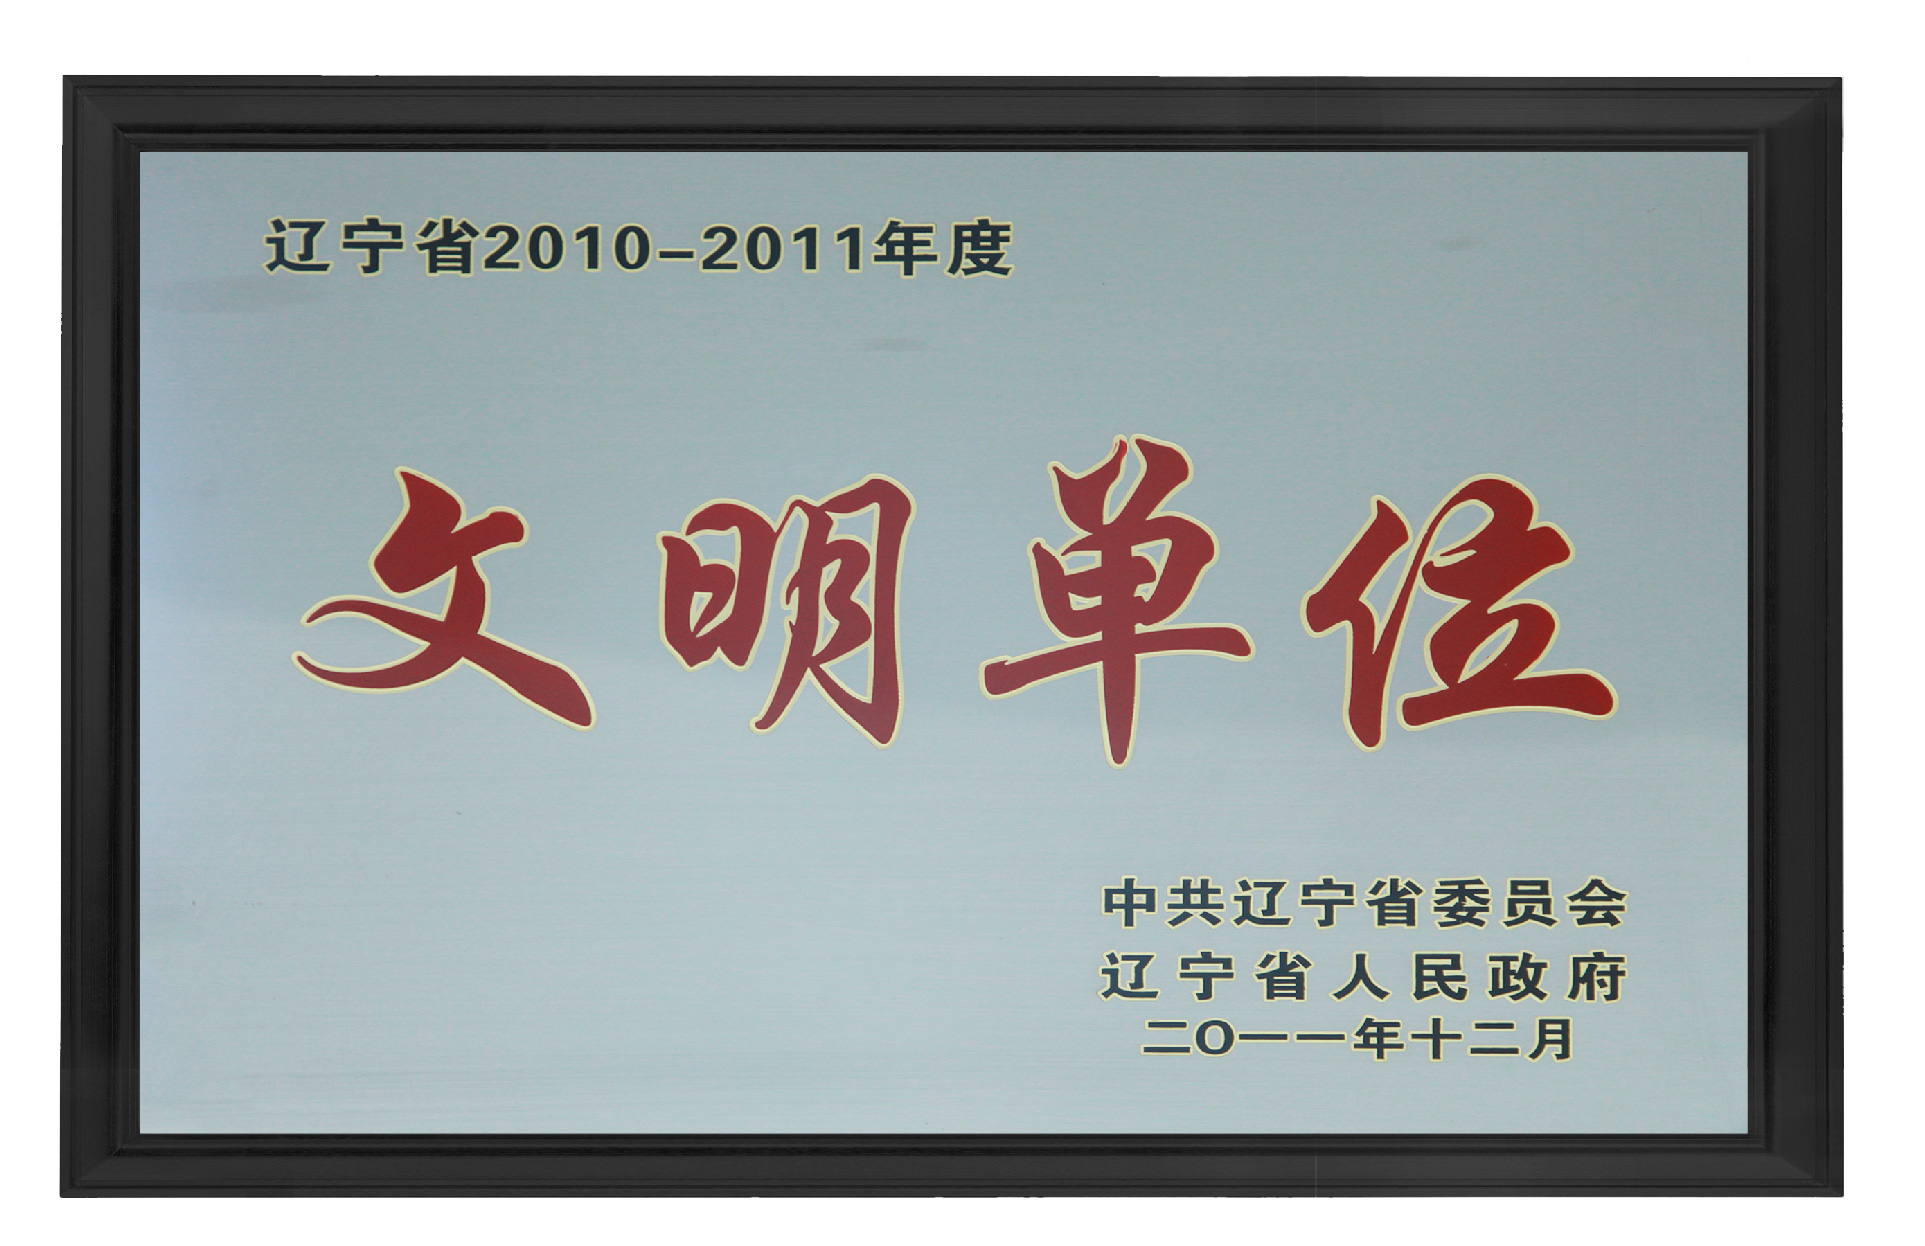 辽宁省2010-2011年度
文明单位
中共辽宁省委员会
辽宁省人民政府
二〇一一年十二月